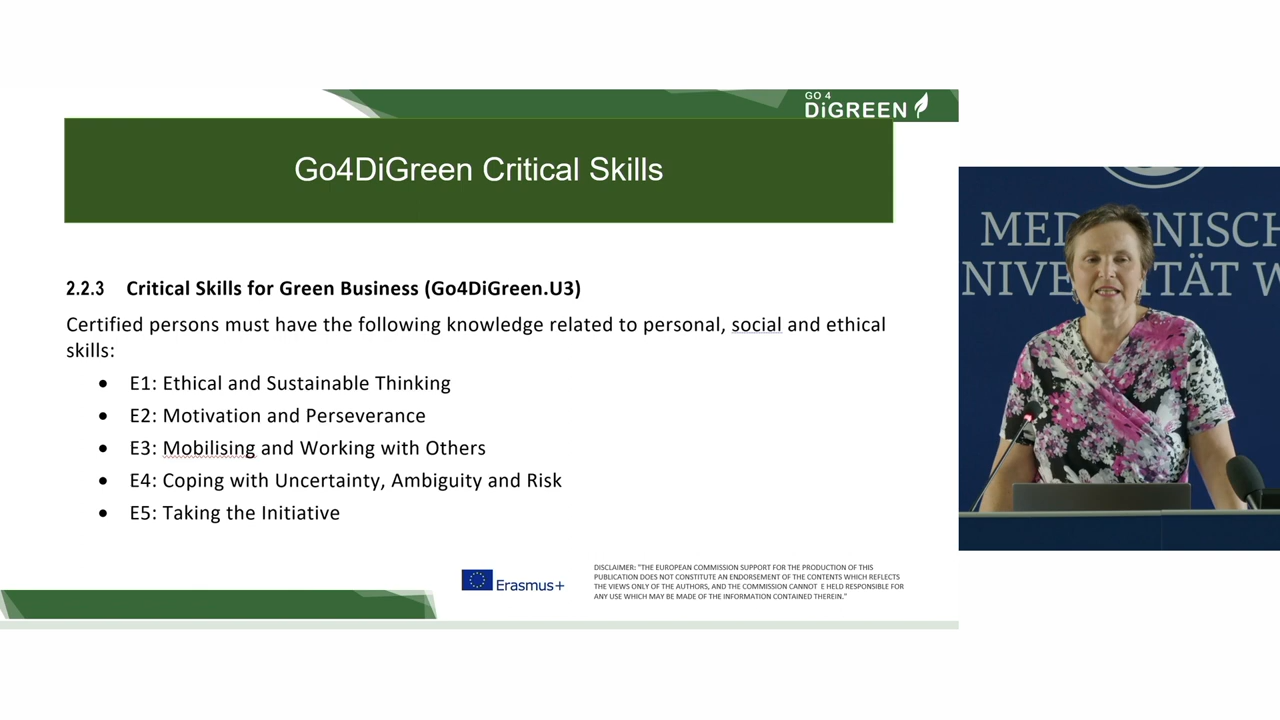 GO 4
DiGREEN
Go4DiGreen Critical Skills
2.2.3 Critical Skills for Green Business (Go4DiGreen.U3)
Certified persons must have the following knowledge related to personal, social and ethical
skills:
• E1: Ethical and Sustainable Thinking
• E2: Motivation and Perseverance
• E3: Mobilising and Working with Others
• E4: Coping with Uncertainty, Ambiguity and Risk
• E5: Taking the Initiative
Erasmus+
DISCLAIMER: "THE EUROPEAN COMMISSION SUPPORT FOR THE PRODUCTION OF THIS
PUBLICATION DOES NOT CONSTITUTE AN ENDORSEMENT OF THE CONTENTS WHICH REFLECTS
THE VIEWS ONLY OF THE AUTHORS, AND THE COMMISSION CANNOT E HELD RESPONSIBLE FOR
ANY USE WHICH MAY BE MADE OF THE INFORMATION CONTAINED THEREIN."
MED NISCH
NIVE ITÄT W